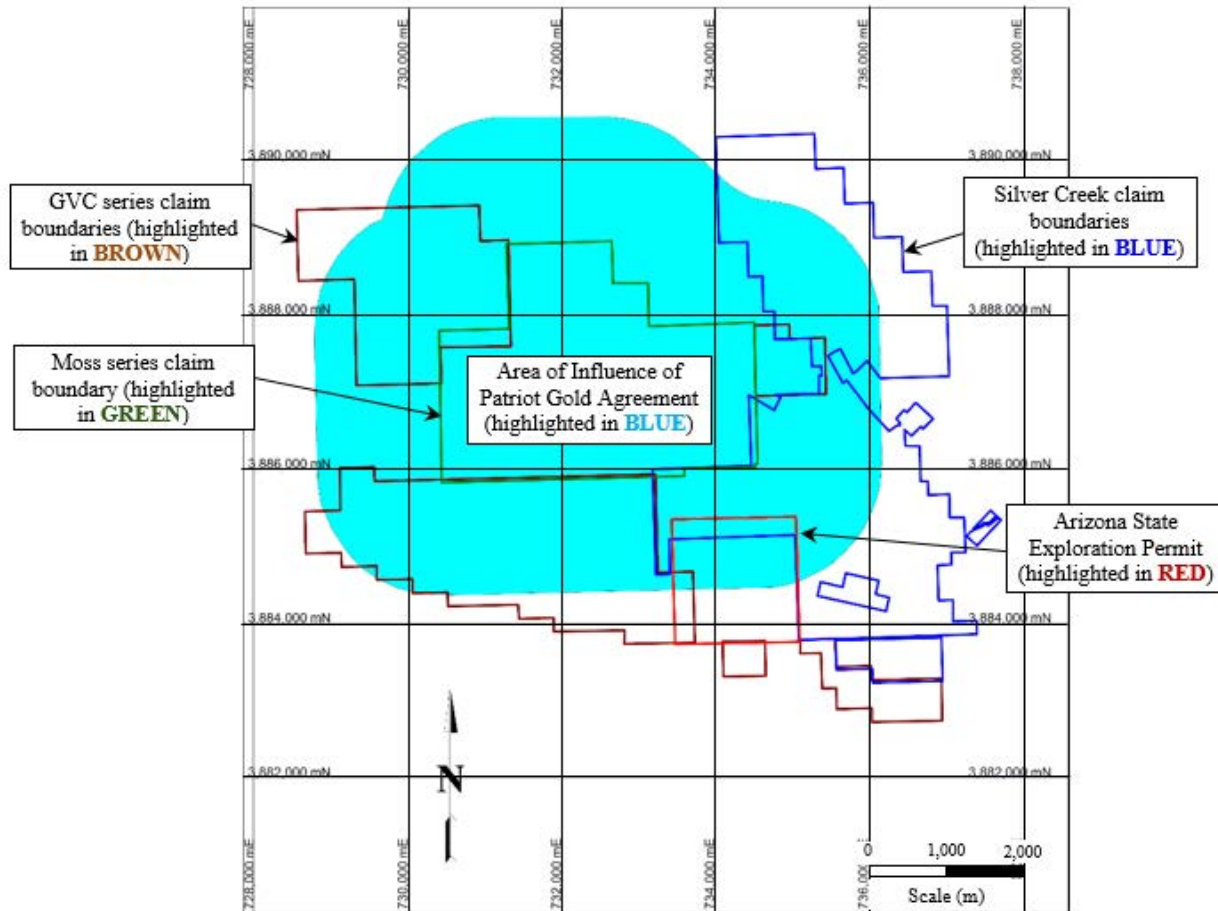 728,000 mE
730,000 mE
732,000 mE
734,000 mE
736,000 mE
738,000 mE
3,890,000 mN
3,890,000 mN
GVC series claim
boundaries (highlighted
in BROWN)
Silver Creek claim
boundaries
(highlighted in BLUE)
3,888,000 mN
3,888,000 mN
Moss series claim
boundary (highlighted
in GREEN)
Area of Influence of
Patriot Gold Agreement
(highlighted in BLUE)
3,886,000 mN
3,886,000 mN
Arizona State
Exploration Permit
(highlighted in RED)
3,884,000 mN
3,884,000 mN
N
3,882,000 mN
3,882,000 mN
728,000 mE
730,000 mE
732,000 mE
734,000 mE
736,000 mE
738,000 mE
0 1,000 2,000
Scale (m)